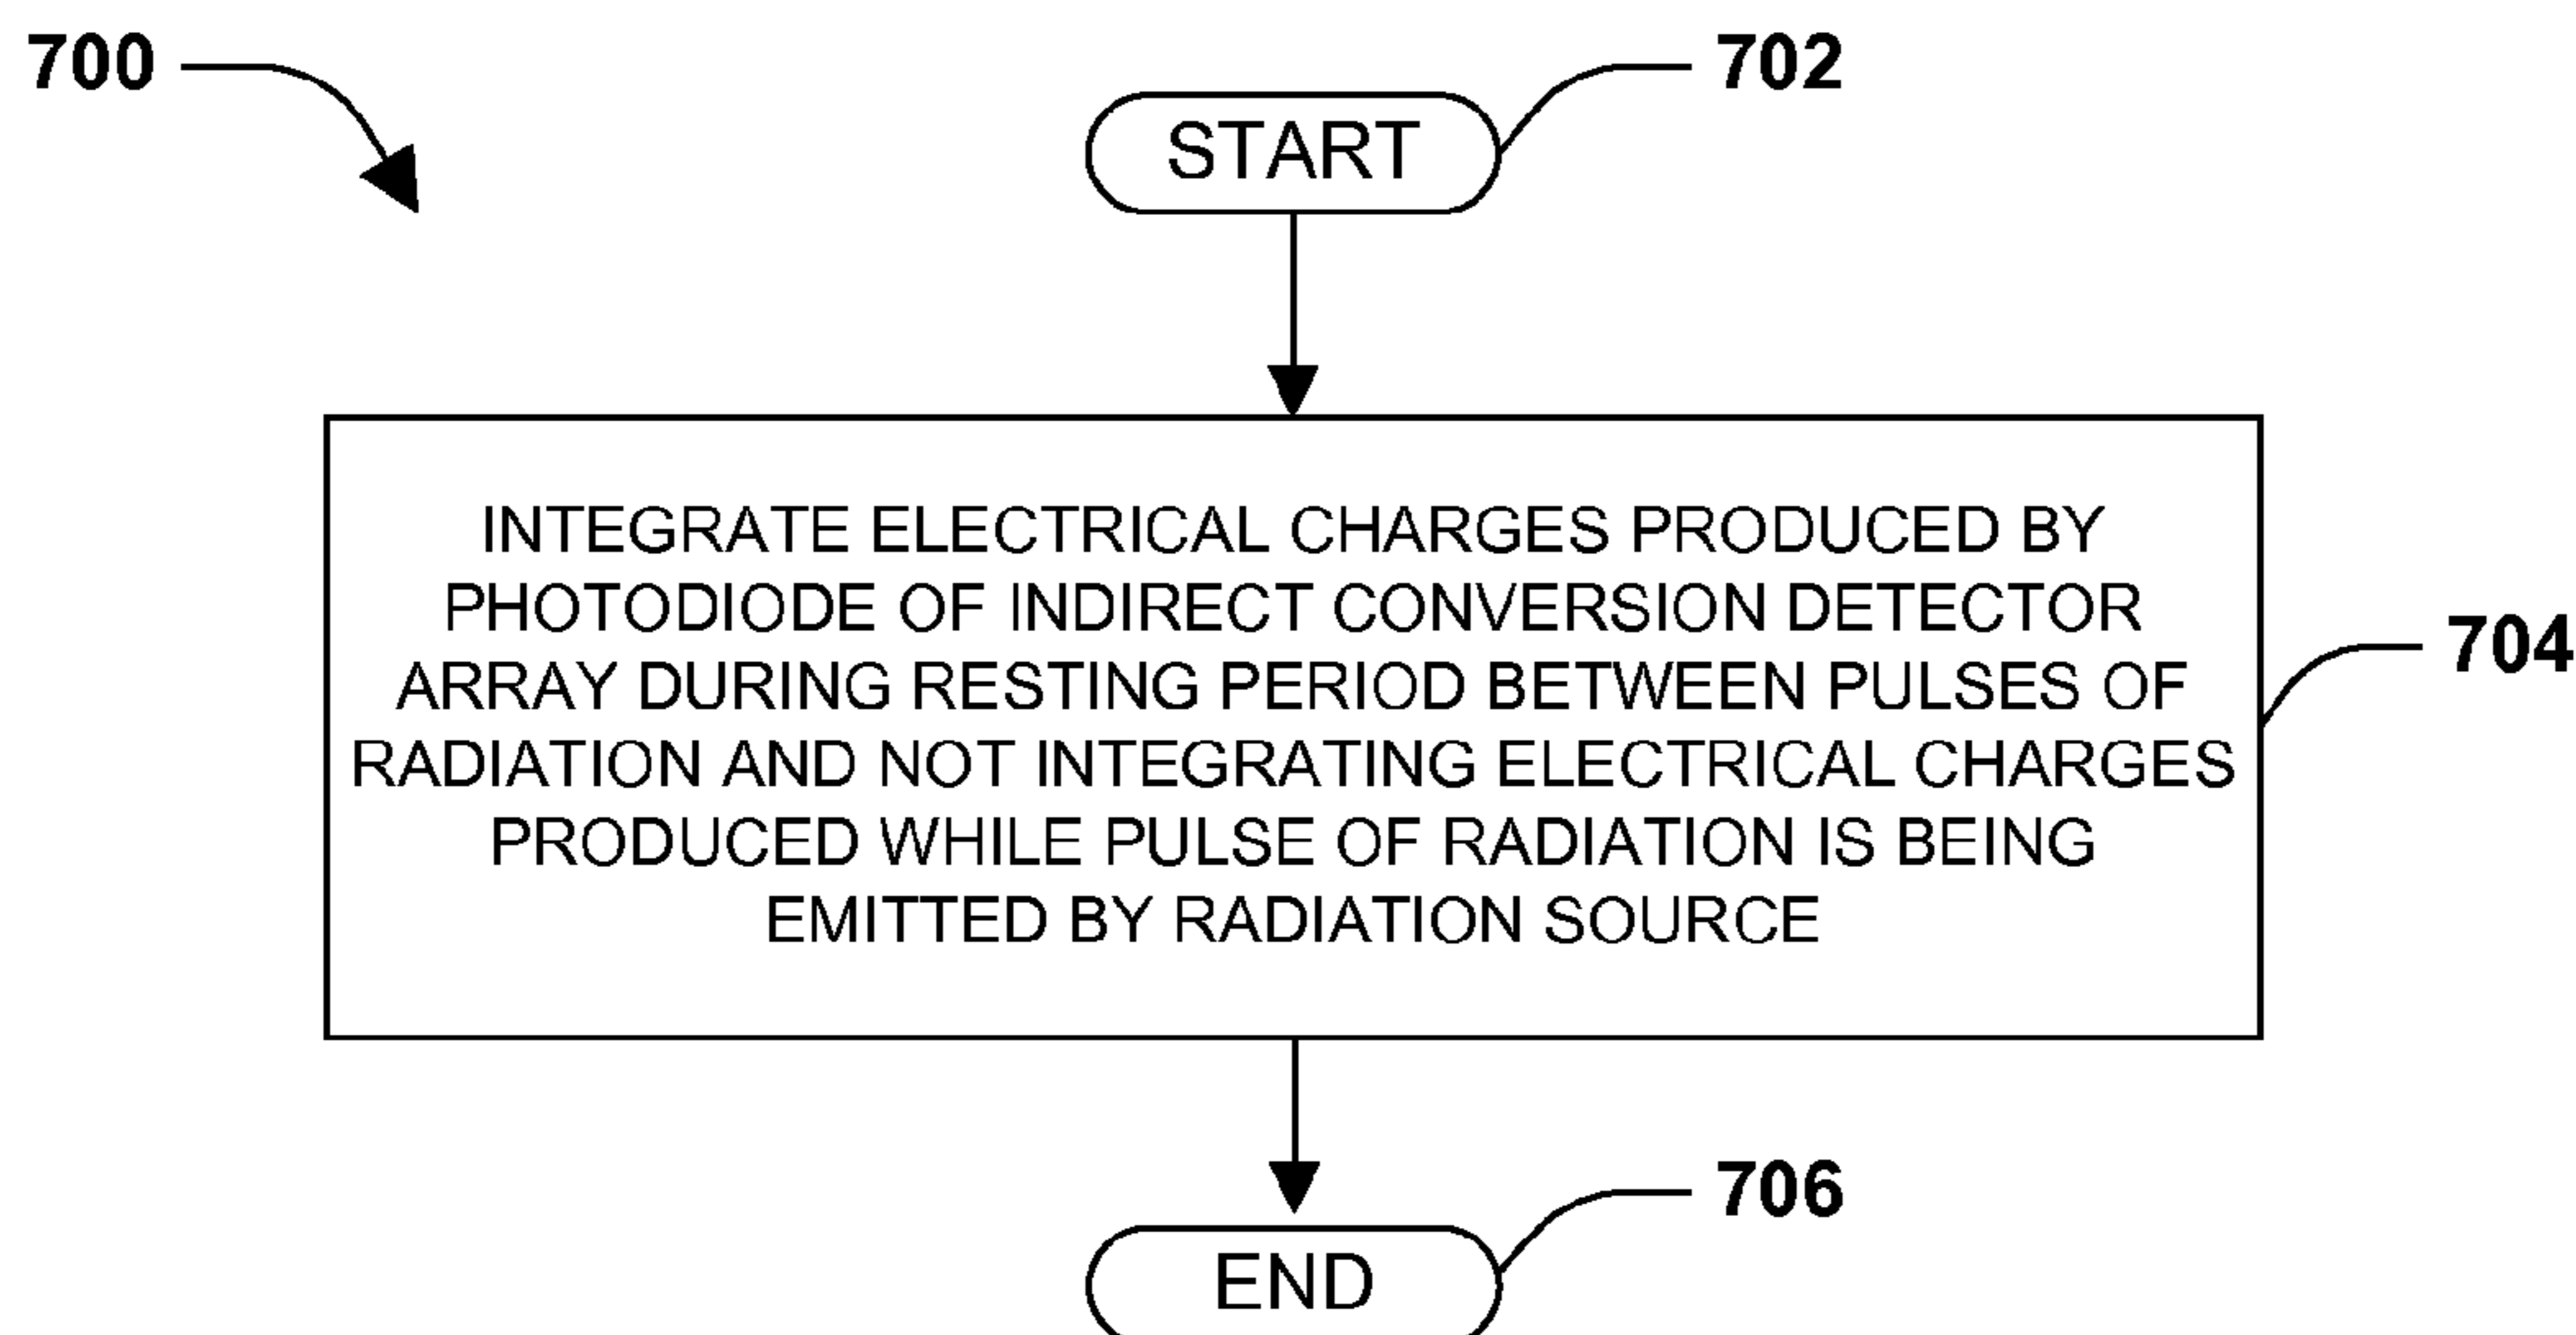 700
702
START
INTEGRATE ELECTRICAL CHARGES PRODUCED BY
PHOTODIODE OF INDIRECT CONVERSION DETECTOR
ARRAY DURING RESTING PERIOD BETWEEN PULSES OF
RADIATION AND NOT INTEGRATING ELECTRICAL CHARGES
PRODUCED WHILE PULSE OF RADIATION IS BEING
EMITTED BY RADIATION SOURCE
704
706
END